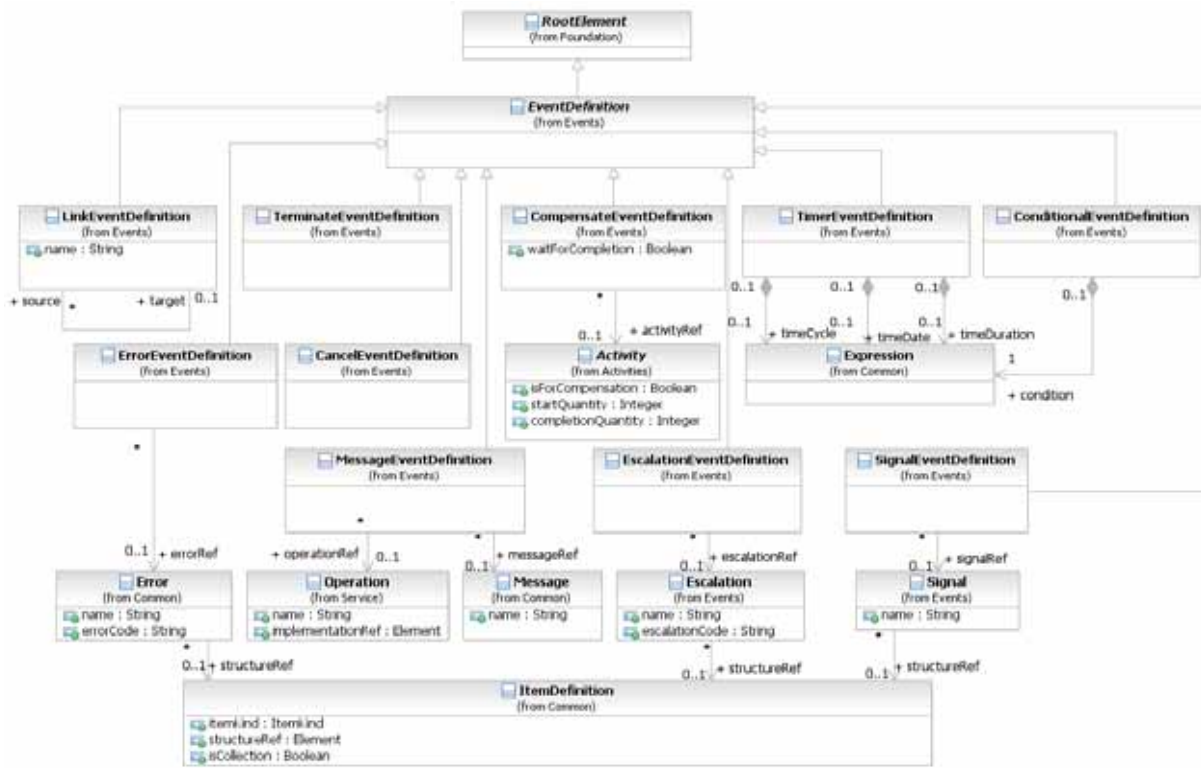 RootElement
(from Foundation)
EventDefinition
(from Events)
LinkEventDefinition
(from Events)
name : String
TerminateEventDefinition
(from Events)
CompensateEventDefinition
(from Events)
waitForCompletion : Boolean
TimerEventDefinition
(from Events)
ConditionalEventDefinition
(from Events)
+ source
*
+ target
0..1
*
0..1
+ activityRef
0..1
0..1
+ timeCycle
0..1
0..1
+ timeDate
0..1
0..1
+ timeDuration
0..1
1
+ condition
ErrorEventDefinition
(from Events)
CancelEventDefinition
(from Events)
Activity
(from Activities)
isForCompensation : Boolean
startQuantity : Integer
completionQuantity : Integer
Expression
(from Common)
MessageEventDefinition
(from Events)
EscalationEventDefinition
(from Events)
SignalEventDefinition
(from Events)
*
0..1
+ errorRef
*
+ operationRef
0..1
*
+ messageRef
0..1
*
+ escalationRef
0..1
*
+ signalRef
0..1
Error
(from Common)
name : String
errorCode : String
Operation
(from Service)
name : String
implementationRef : Element
Message
(from Common)
name : String
Escalation
(from Events)
name : String
escalationCode : String
Signal
(from Events)
name : String
*
0..1
+ structureRef
*
0..1
+ structureRef
*
0..1
+ structureRef
ItemDefinition
(from Common)
itemKind : ItemKind
structureRef : Element
isCollection : Boolean